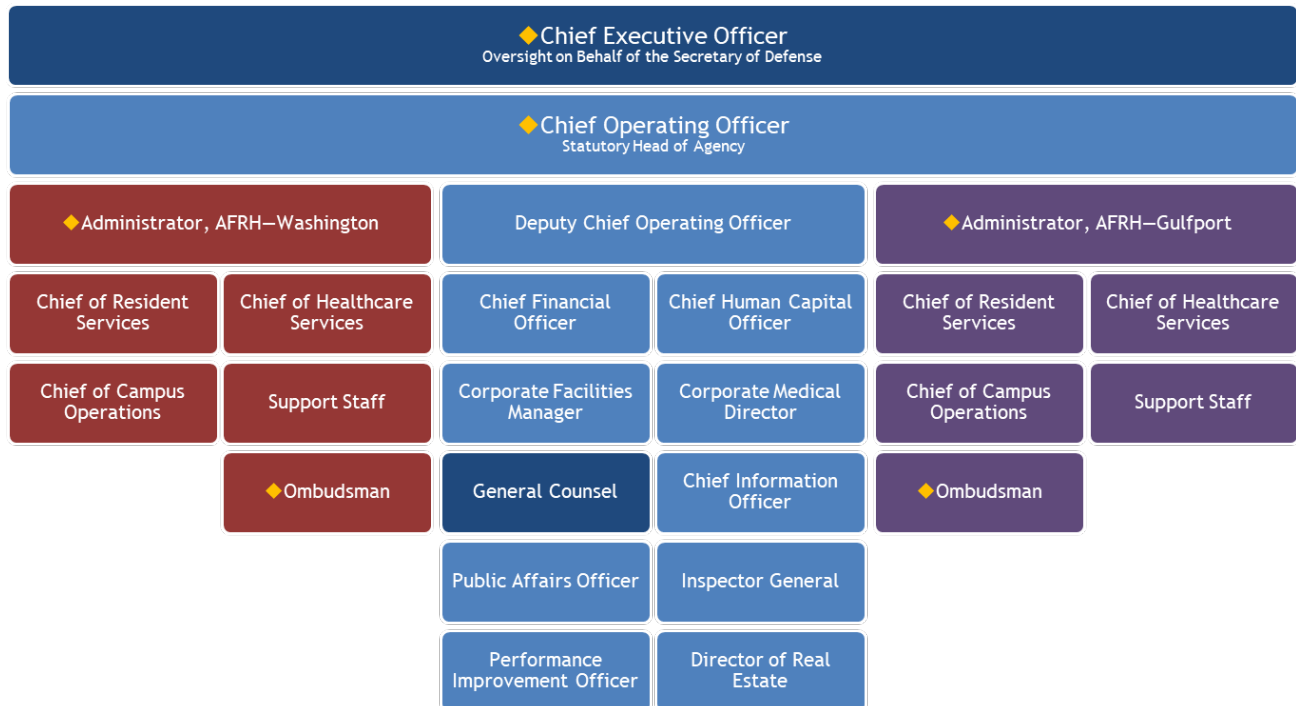 ◆Chief Executive Officer
Oversight on Behalf of the Secretary of Defense
◆Chief Operating Officer
Statutory Head of Agency
◆Administrator, AFRH—Washington
Deputy Chief Operating Officer
◆Administrator, AFRH—Gulfport
Chief of Resident
Services
Chief of Healthcare
Services
Chief Financial
Officer
Chief Human Capital
Officer
Chief of Resident
Services
Chief of Healthcare
Services
Chief of Campus
Operations
Support Staff
Corporate Facilities
Manager
Corporate Medical
Director
Chief of Campus
Operations
Support Staff
◆Ombudsman
General Counsel
Chief Information
Officer
◆Ombudsman
Public Affairs Officer
Inspector General
Performance
Improvement Officer
Director of Real
Estate